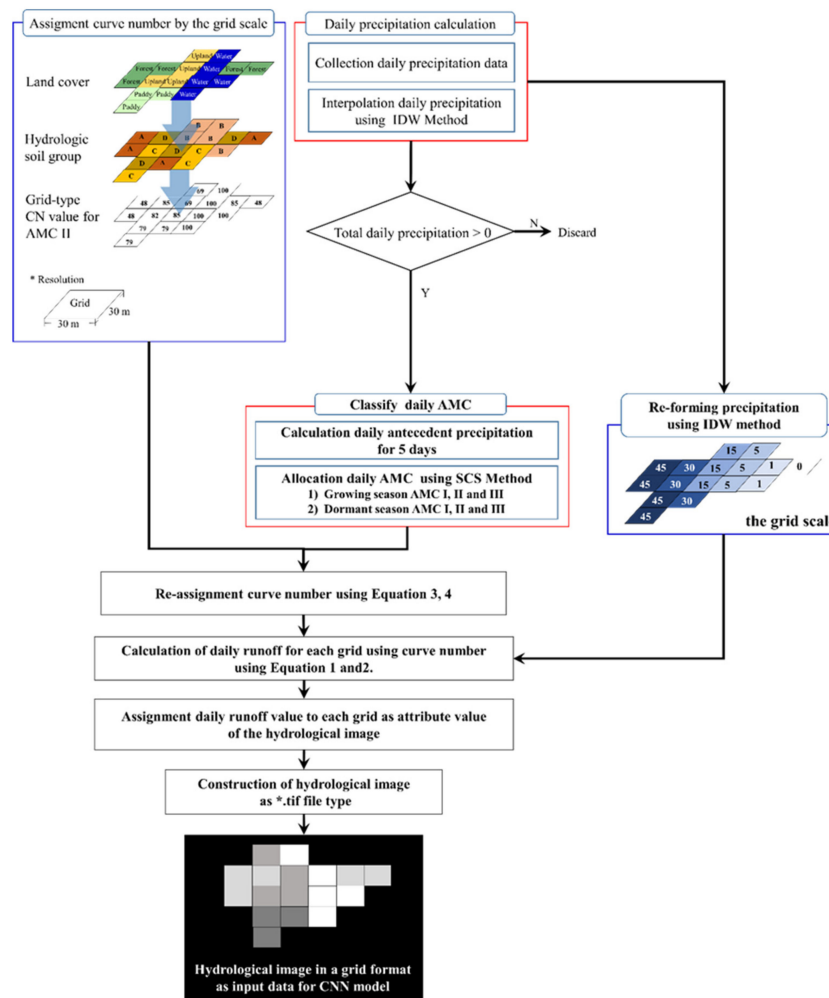 Assigment curve number by the grid scale
Land cover
Upland Water
Forest Forest Upland Water Forest Forest
Forest Upland Upland Water Water
Paddy Paddy Water
Paddy
Hydrologic
soil group
B B
A D B B D A
A C D C B
D A C
C
Grid-type
CN value for
AMC II
69 100
48 85 69 100 85 48
48 82 85 100 100
79 79 100
79
* Resolution
Grid
30 m
30 m
Daily precipitation calculation
Collection daily precipitation data
Interpolation daily precipitation
using IDW Method
Total daily precipitation > 0
N
Discard
Y
Classify daily AMC
Calculation daily antecedent precipitation
for 5 days
Allocation daily AMC using SCS Method
1) Growing season AMC I, II and III
2) Dormant season AMC I, II and III
Re-forming precipitation
using IDW method
15 5
45 30 15 5 1 0
45 30 15 5 1
45 30
45
the grid scal
Re-assignment curve number using Equation 3, 4
Calculation of daily runoff for each grid using curve number
using Equation 1 and2.
Assignment daily runoff value to each grid as attribute value
of the hydrological image
Construction of hydrological image
as *.tif file type
Hydrological image in a grid format
as input data for CNN model